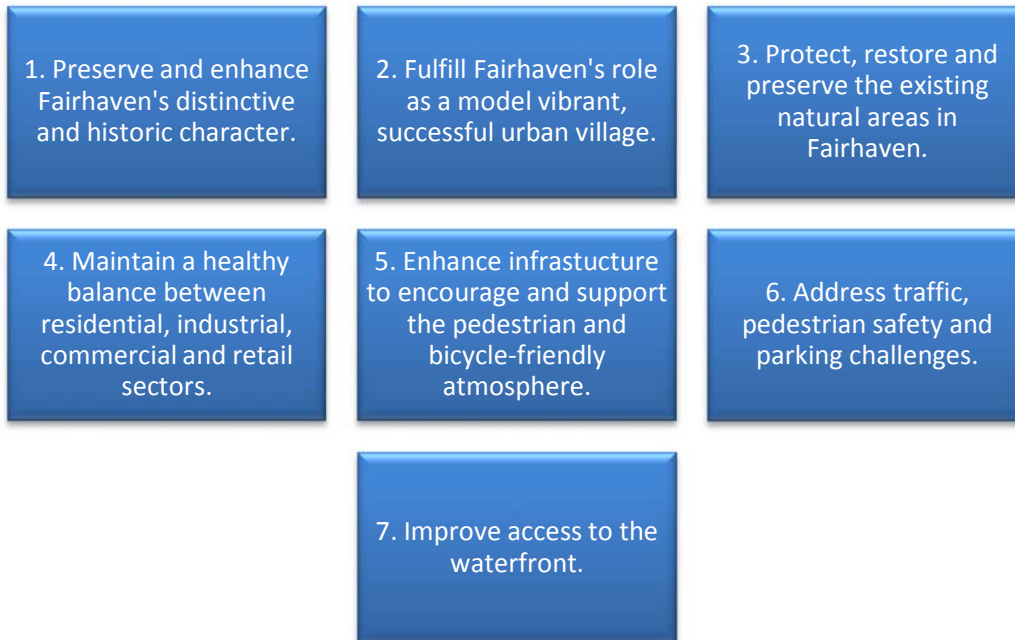 1. Preserve and enhance
Fairhaven's distinctive
and historic character.
2. Fulfill Fairhaven's role
as a model vibrant,
successful urban village.
3. Protect, restore and
preserve the existing
natural areas in
Fairhaven.
4. Maintain a healthy
balance between
residential, industrial,
commercial and retail
sectors.
5. Enhance infrastucture
to encourage and support
the pedestrian and
bicycle-friendly
atmosphere.
6. Address traffic,
pedestrian safety and
parking challenges.
7. Improve access to the
waterfront.